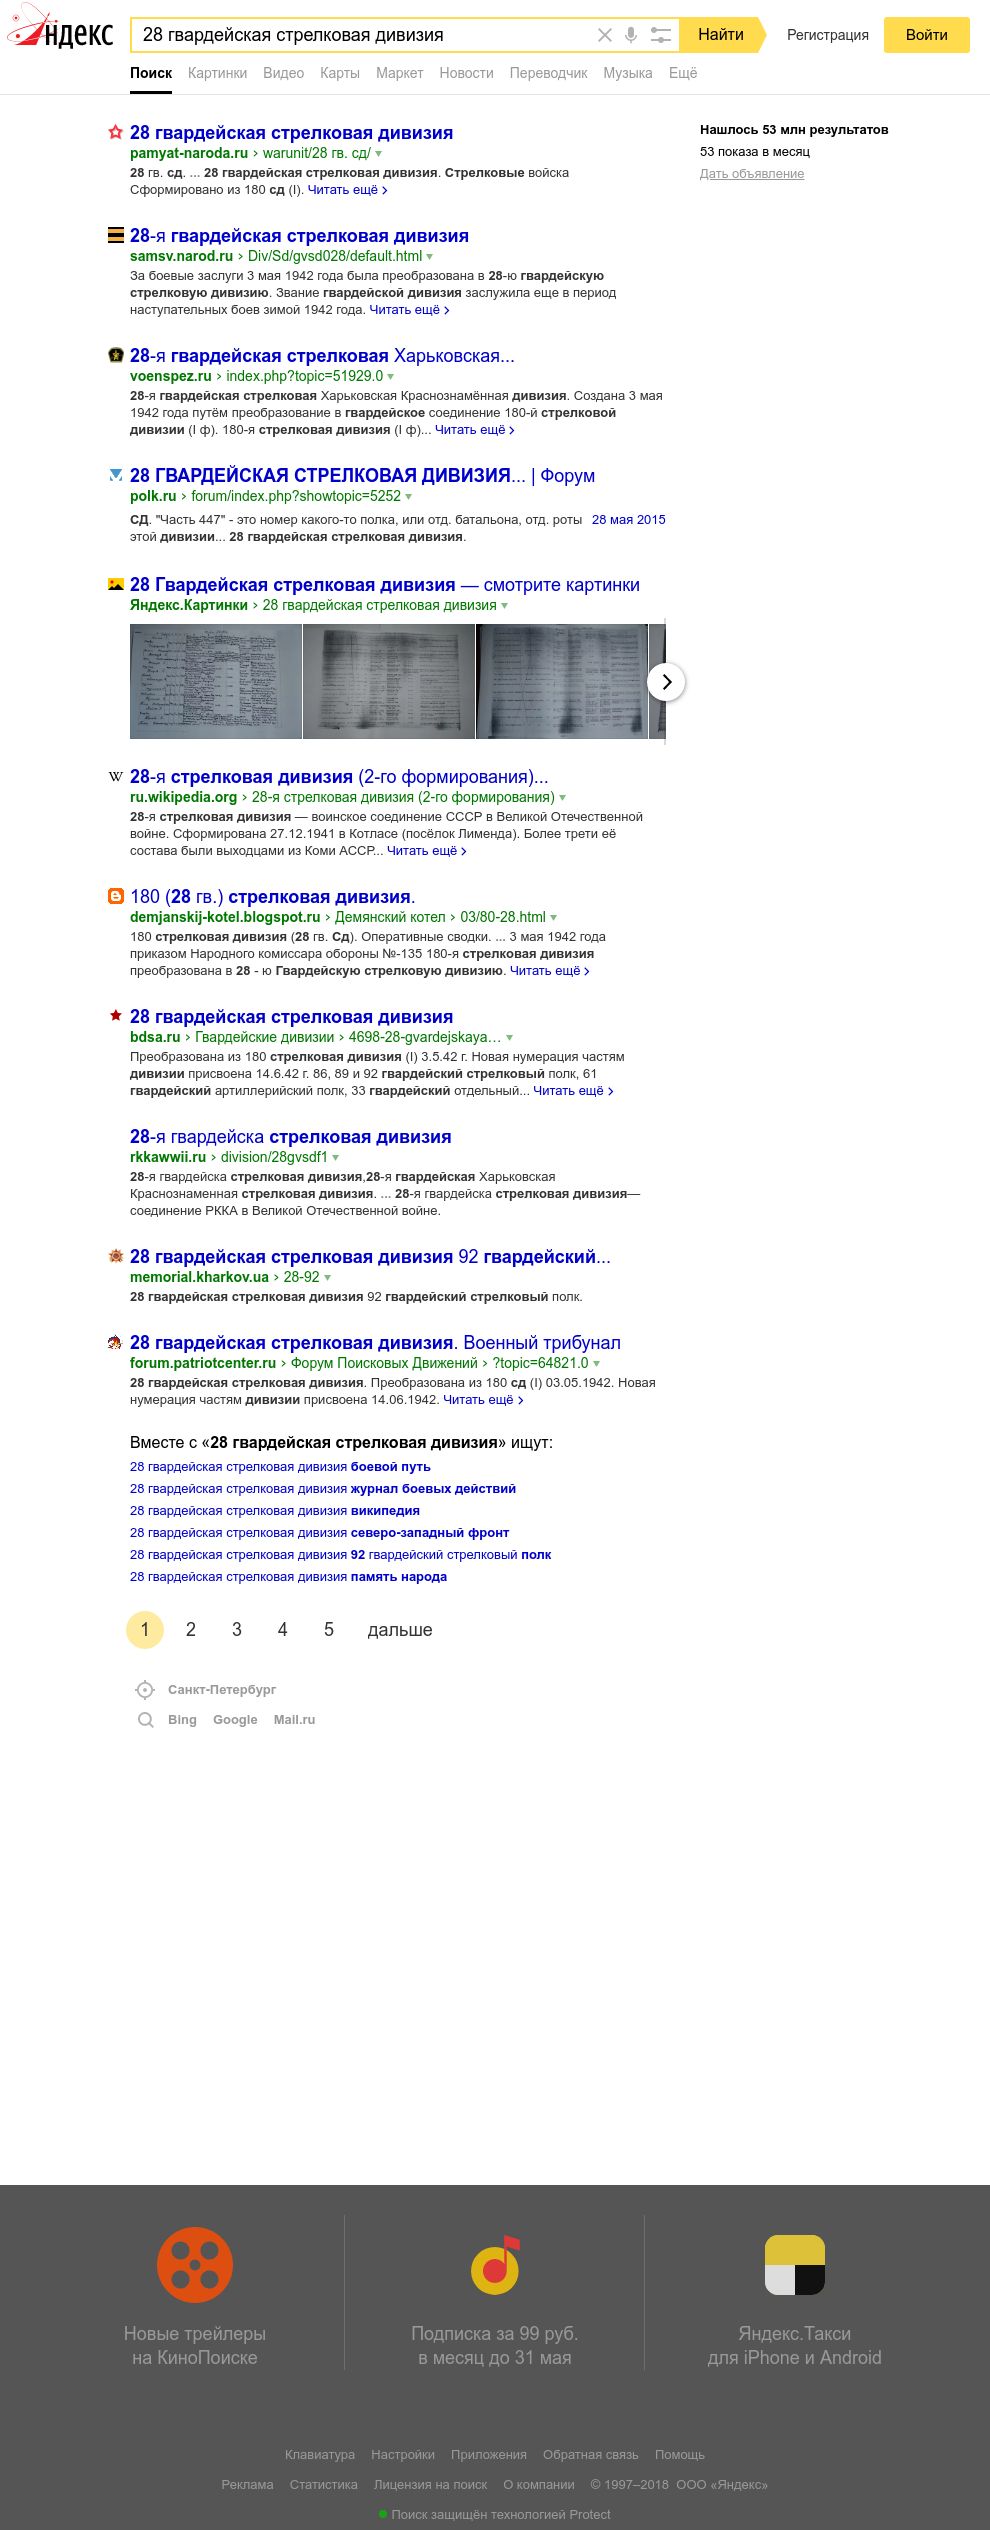 Яндекс
28 гвардейская стрелковая дивизия
Найти
Регистрация
Войти
Поиск Картинки Видео Карты Маркет Новости Переводчик Музыка Ещё
Нашлось 53 млн результатов
53 показа в месяц
Дать объявление
28 гвардейская стрелковая дивизия
pamyat-naroda.ru › warunit/28 гв. сд/
28 гв. сд. ... 28 гвардейская стрелковая дивизия. Стрелковые войска
Сформировано из 180 сд (I). Читать ещё ›
28-я гвардейская стрелковая дивизия
samsv.narod.ru › Div/Sd/gvsd028/default.html
За боевые заслуги 3 мая 1942 года была преобразована в 28-ю гвардейскую
стрелковую дивизию. Звание гвардейской дивизия заслужила еще в период
наступательных боев зимой 1942 года. Читать ещё ›
28-я гвардейская стрелковая Харьковская...
voenspez.ru › index.php?topic=51929.0
28-я гвардейская стрелковая Харьковская Краснознамённая дивизия. Создана 3 мая
1942 года путём преобразование в гвардейское соединение 180-й стрелковой
дивизии (I ф). 180-я стрелковая дивизия (I ф)... Читать ещё ›
28 ГВАРДЕЙСКАЯ СТРЕЛКОВАЯ ДИВИЗИЯ... | Форум
polk.ru › forum/index.php?showtopic=5252
СД. "Часть 447" - это номер какого-то полка, или отд. батальона, отд. роты 28 мая 2015
этой дивизии... 28 гвардейская стрелковая дивизия.
28 Гвардейская стрелковая дивизия — смотрите картинки
Яндекс.Картинки › 28 гвардейская стрелковая дивизия
28-я стрелковая дивизия (2-го формирования)...
ru.wikipedia.org › 28-я стрелковая дивизия (2-го формирования)
28-я стрелковая дивизия — воинское соединение СССР в Великой Отечественной
войне. Сформирована 27.12.1941 в Котласе (посёлок Лименда). Более трети её
состава были выходцами из Коми АССР... Читать ещё ›
180 (28 гв.) стрелковая дивизия.
demjanskij-kotel.blogspot.ru › Демянский котел › 03/80-28.html
180 стрелковая дивизия (28 гв. Сд). Оперативные сводки. ... 3 мая 1942 года
приказом Народного комиссара обороны №-135 180-я стрелковая дивизия
преобразована в 28 - ю Гвардейскую стрелковую дивизию. Читать ещё ›
28 гвардейская стрелковая дивизия
bdsa.ru › Гвардейские дивизии › 4698-28-gvardejskaya…
Преобразована из 180 стрелковая дивизия (I) 3.5.42 г. Новая нумерация частям
дивизии присвоена 14.6.42 г. 86, 89 и 92 гвардейский стрелковый полк, 61
гвардейский артиллерийский полк, 33 гвардейский отдельный... Читать ещё ›
28-я гвардейска стрелковая дивизия
rkkawwii.ru › division/28gvsdf1
28-я гвардейска стрелковая дивизия,28-я гвардейская Харьковская
Краснознаменная стрелковая дивизия. ... 28-я гвардейска стрелковая дивизия—
соединение РККА в Великой Отечественной войне.
28 гвардейская стрелковая дивизия 92 гвардейский...
memorial.kharkov.ua › 28-92
28 гвардейская стрелковая дивизия 92 гвардейский стрелковый полк.
28 гвардейская стрелковая дивизия. Военный трибунал
forum.patriotcenter.ru › Форум Поисковых Движений › ?topic=64821.0
28 гвардейская стрелковая дивизия. Преобразована из 180 сд (I) 03.05.1942. Новая
нумерация частям дивизии присвоена 14.06.1942. Читать ещё ›
Вместе с «28 гвардейская стрелковая дивизия» ищут:
28 гвардейская стрелковая дивизия боевой путь
28 гвардейская стрелковая дивизия журнал боевых действий
28 гвардейская стрелковая дивизия википедия
28 гвардейская стрелковая дивизия северо-западный фронт
28 гвардейская стрелковая дивизия 92 гвардейский стрелковый полк
28 гвардейская стрелковая дивизия память народа
1 2 3 4 5 дальше
Санкт-Петербург
Bing Google Mail.ru
Новые трейлеры
на КиноПоиске
Подписка за 99 руб.
в месяц до 31 мая
Яндекс.Такси
для iPhone и Android
Клавиатура Настройки Приложения Обратная связь Помощь
Реклама Статистика Лицензия на поиск О компании © 1997–2018 ООО «Яндекс»
Поиск защищён технологией Protect